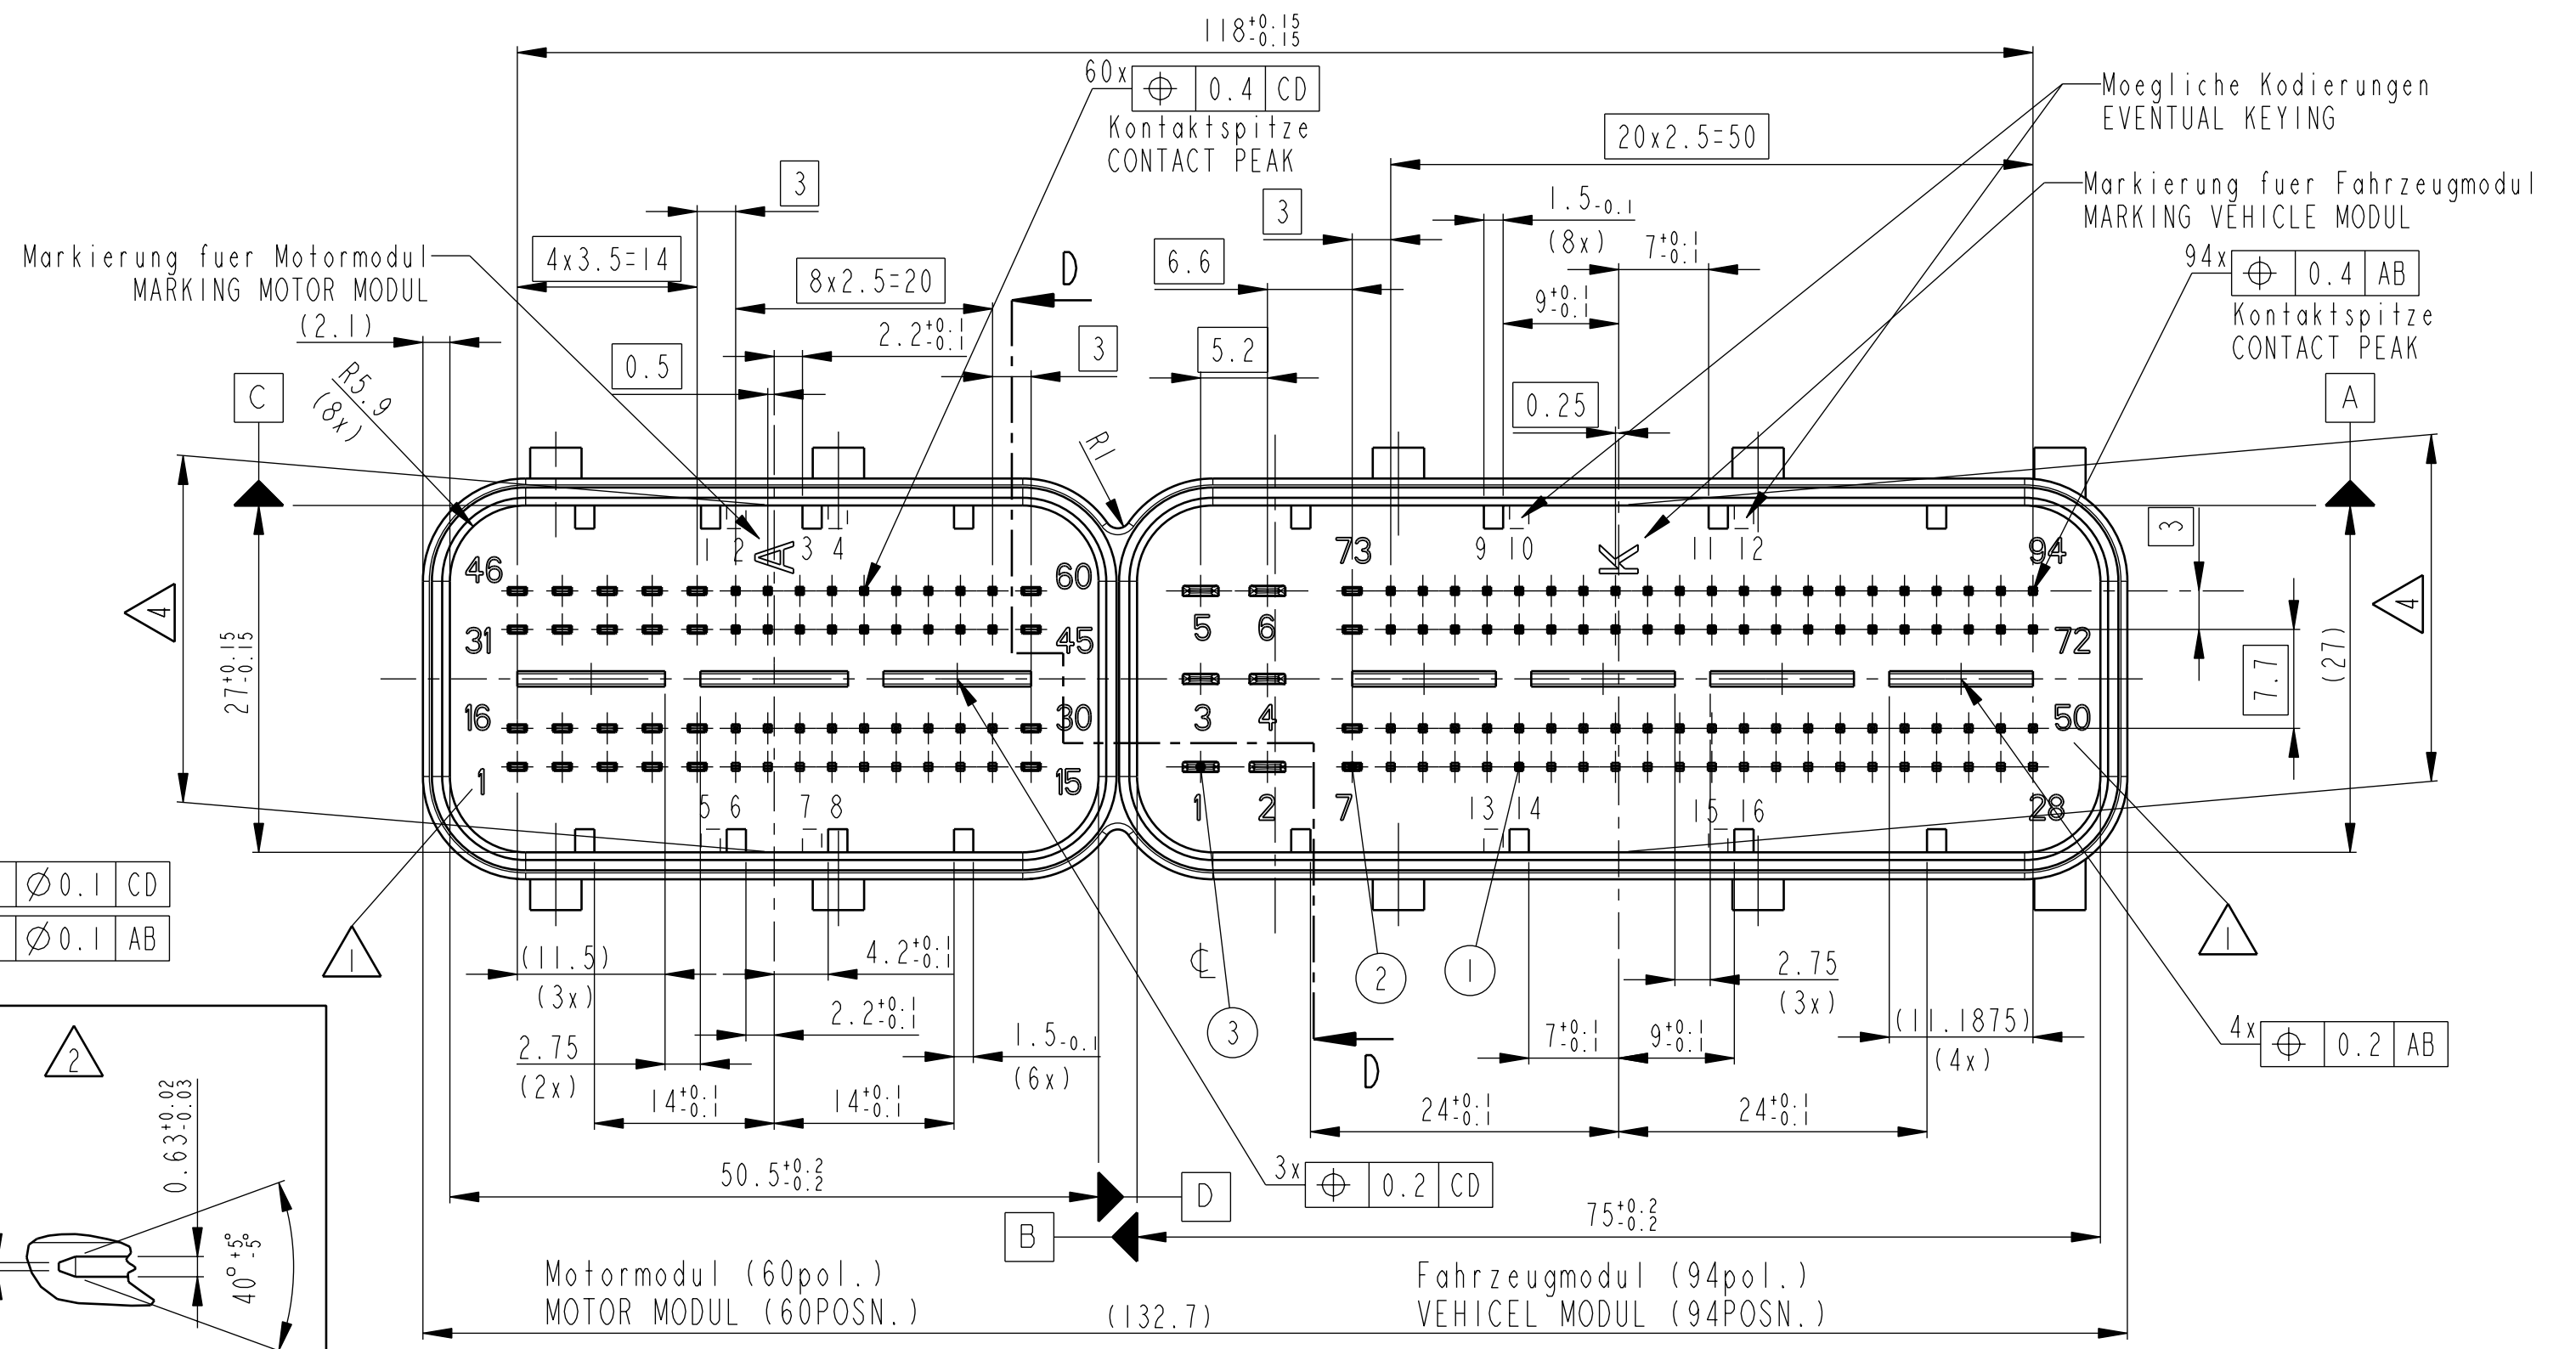 118+0.15-0.15
60x ⌖ 0.4 CD
Kontaktspitze
CONTACT PEAK
Moegliche Kodierungen
EVENTUAL KEYING
20x2.5=50
3
3
1.5-0.1
(8x)
7+0.1-0.1
Markierung fuer Fahrzeugmodul
MARKING VEHICLE MODUL
Markierung fuer Motormodul
MARKING MOTOR MODUL
4x3.5=14
8x2.5=20
D
6.6
9+0.1-0.1
94x ⌖ 0.4 AB
Kontaktspitze
CONTACT PEAK
(2.1)
2.2+0.1-0.1
0.5
3
5.2
0.25
R5.9
(8x)
C
A
R1
1 2 A 3 4
9 10 K 11 12
46 60 73 94
3
31 45 5 6 72
4
4
27+0.15-0.15
7.7
(27)
16 30 3 4 50
1 15 1 2 7 28
5 6 7 8
13 14 15 16
∅0.1 CD
∅0.1 AB
1
1
(11.5)
(3x)
4.2+0.1-0.1
℄
2
1
3
2.75
(3x)
2.2+0.1-0.1
1.5-0.1
(6x)
2.75
(2x)
7+0.1-0.1
9+0.1-0.1
(11.1875)
(4x)
4x ⌖ 0.2 AB
D
14+0.1-0.1
14+0.1-0.1
24+0.1-0.1
24+0.1-0.1
2
0.63+0.02-0.03
40°+5°-5°
50.5+0.2-0.2
D
3x ⌖ 0.2 CD
B
75+0.2-0.2
Motormodul (60pol.)
MOTOR MODUL (60POSN.)
(132.7)
Fahrzeugmodul (94pol.)
VEHICEL MODUL (94POSN.)